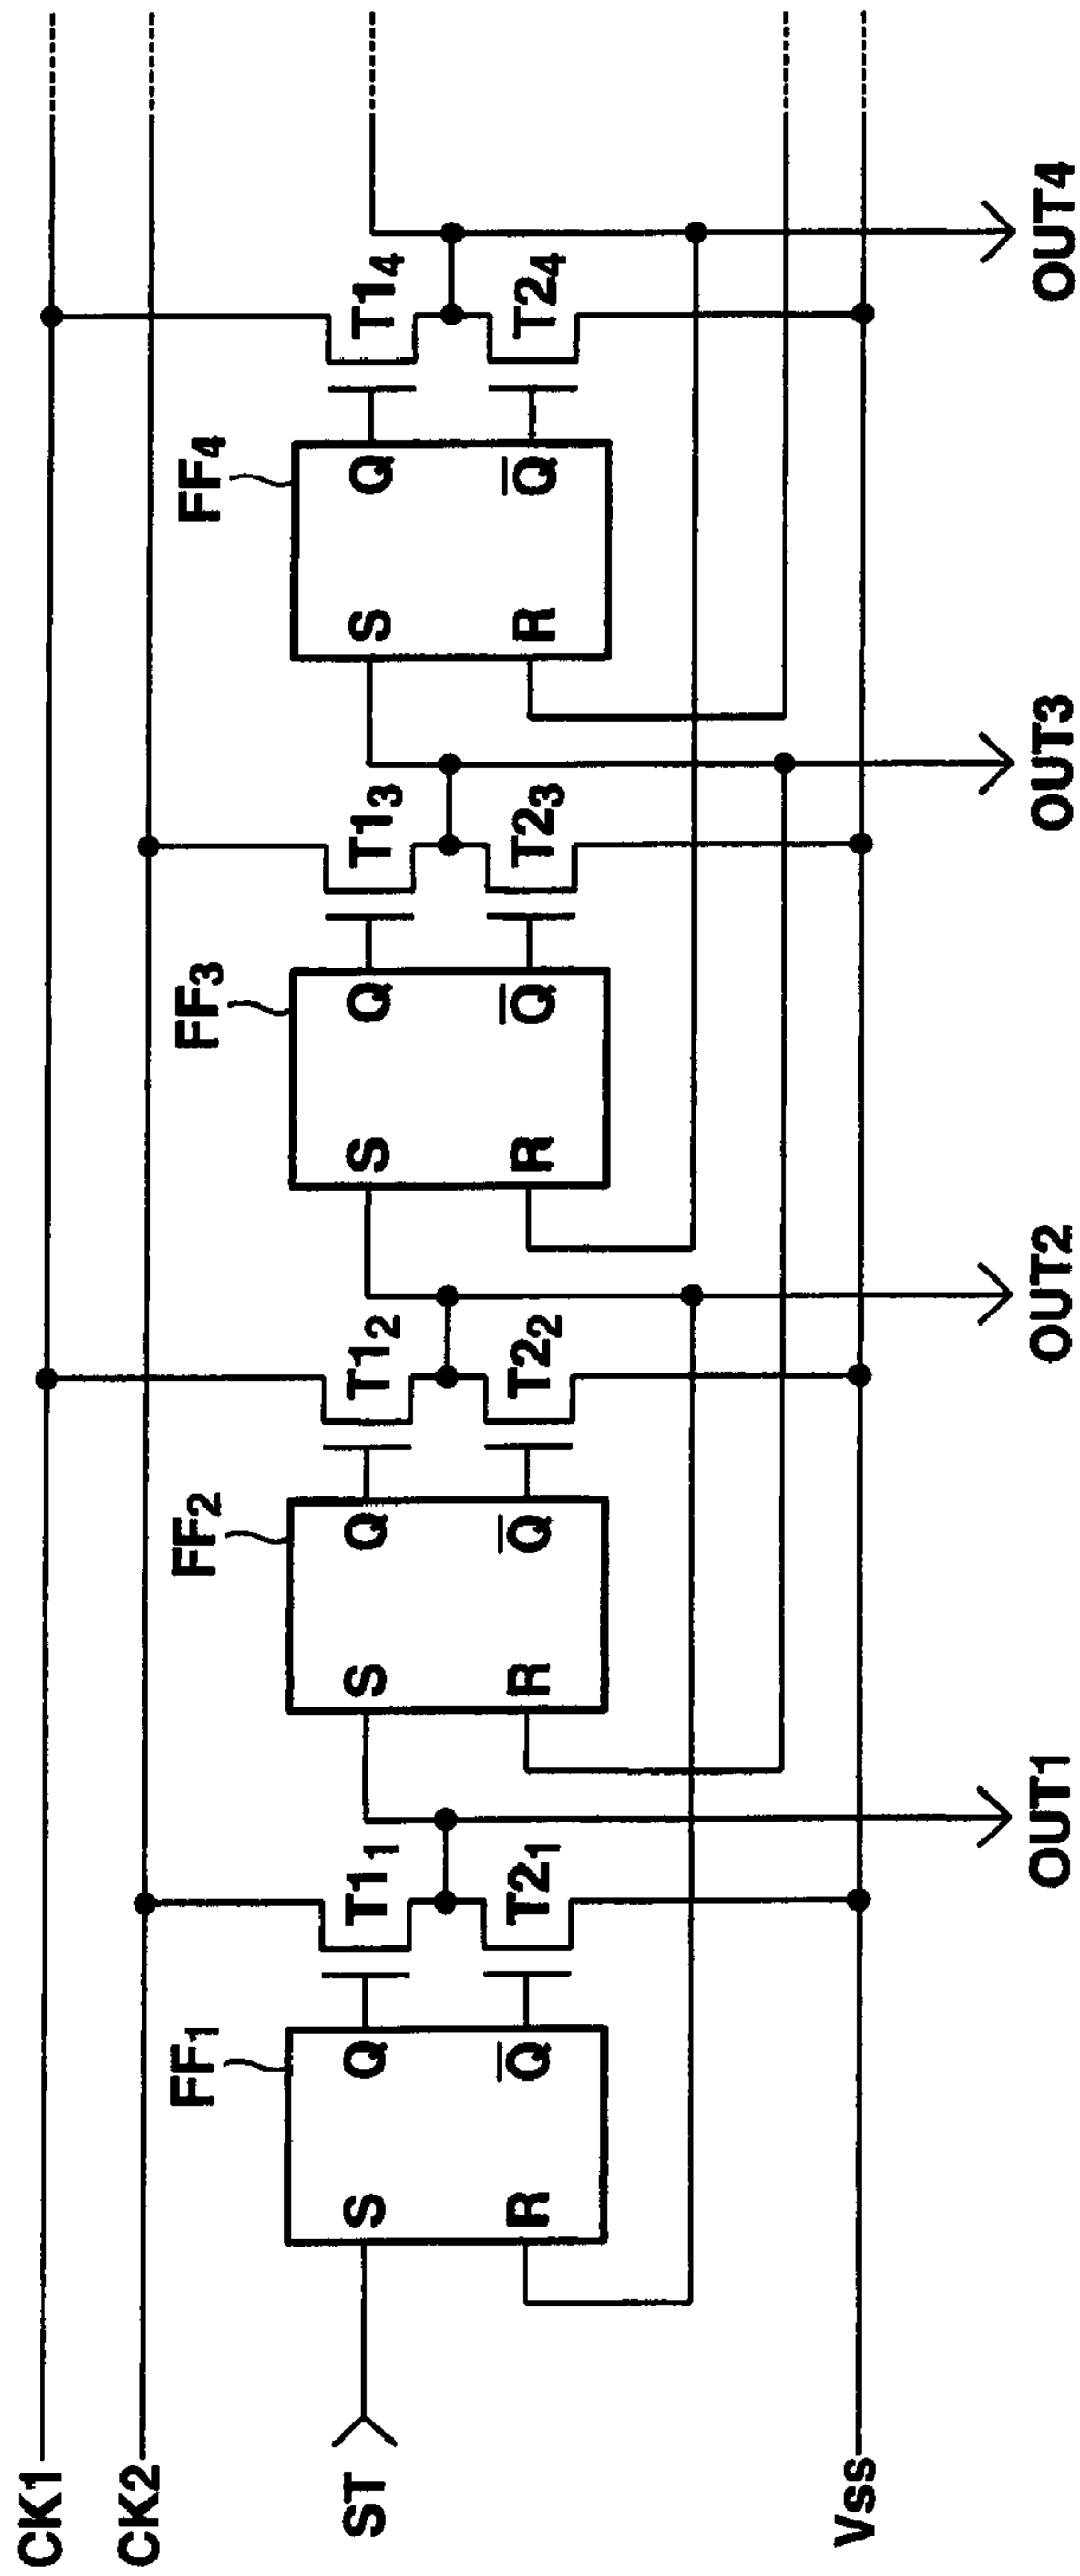 CK1
CK2
FF₁
FF₂
FF₃
FF₄
ST
S
Q
T1₁
S
Q
T1₂
S
Q
T1₃
S
Q
T1₄
R
Q̅
T2₁
R
Q̅
T2₂
R
Q̅
T2₃
R
Q̅
T2₄
Vss
OUT1
OUT2
OUT3
OUT4